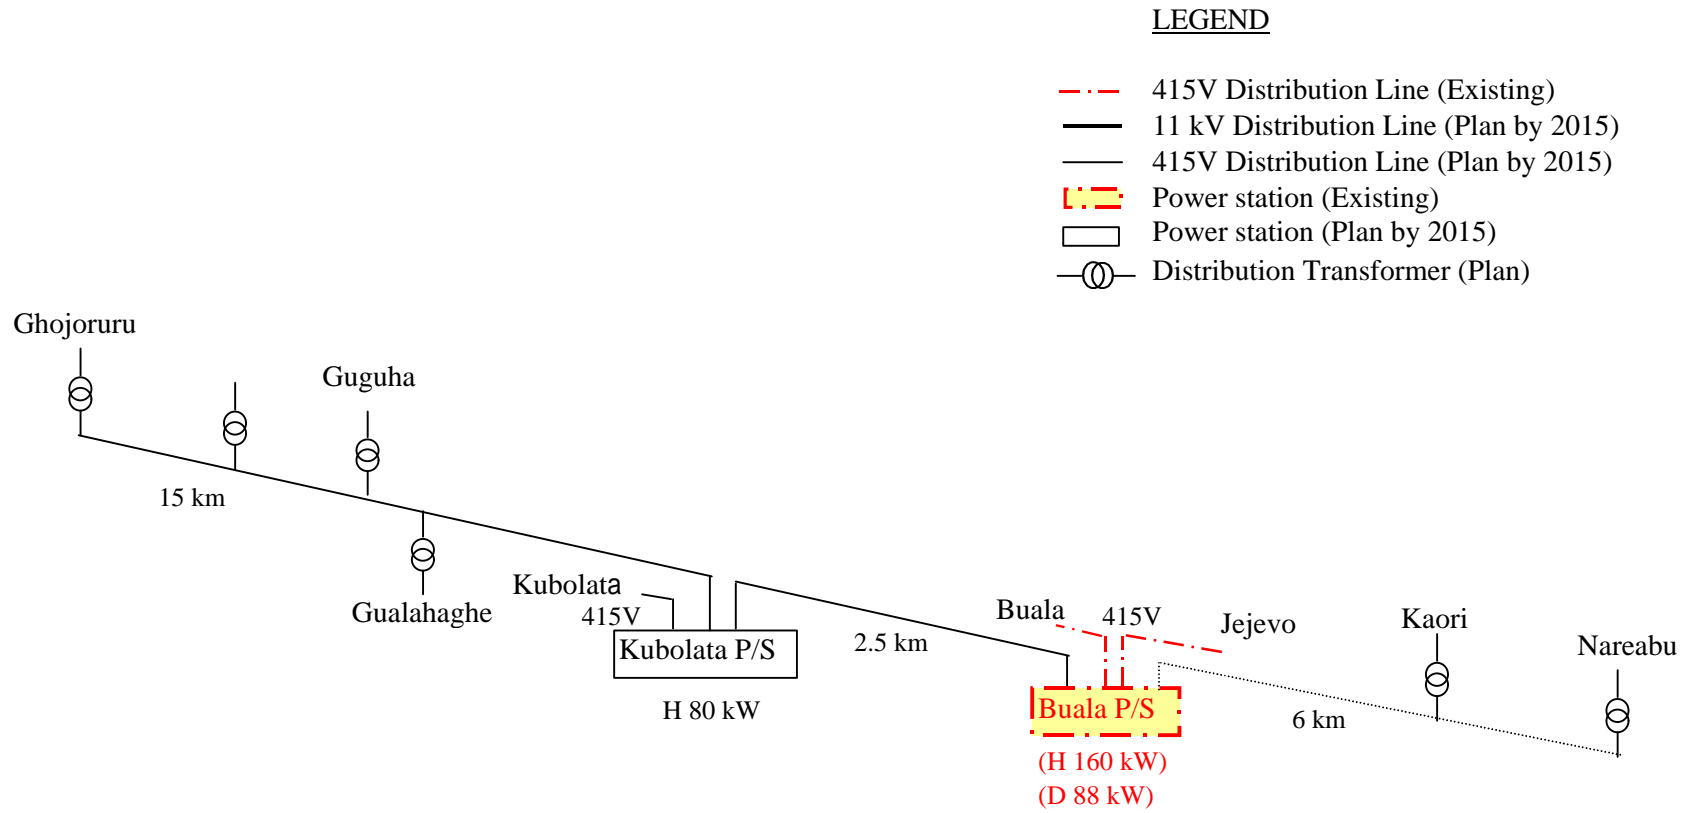 LEGEND
415V Distribution Line (Existing)
11 kV Distribution Line (Plan by 2015)
415V Distribution Line (Plan by 2015)
Power station (Existing)
Power station (Plan by 2015)
Distribution Transformer (Plan)
Ghojoruru
Guguha
15 km
Gualahaghe
Kubolata
415V
Kubolata P/S
H 80 kW
2.5 km
Buala
415V
Jejevo
Kaori
Nareabu
Buala P/S
6 km
(H 160 kW)
(D 88 kW)